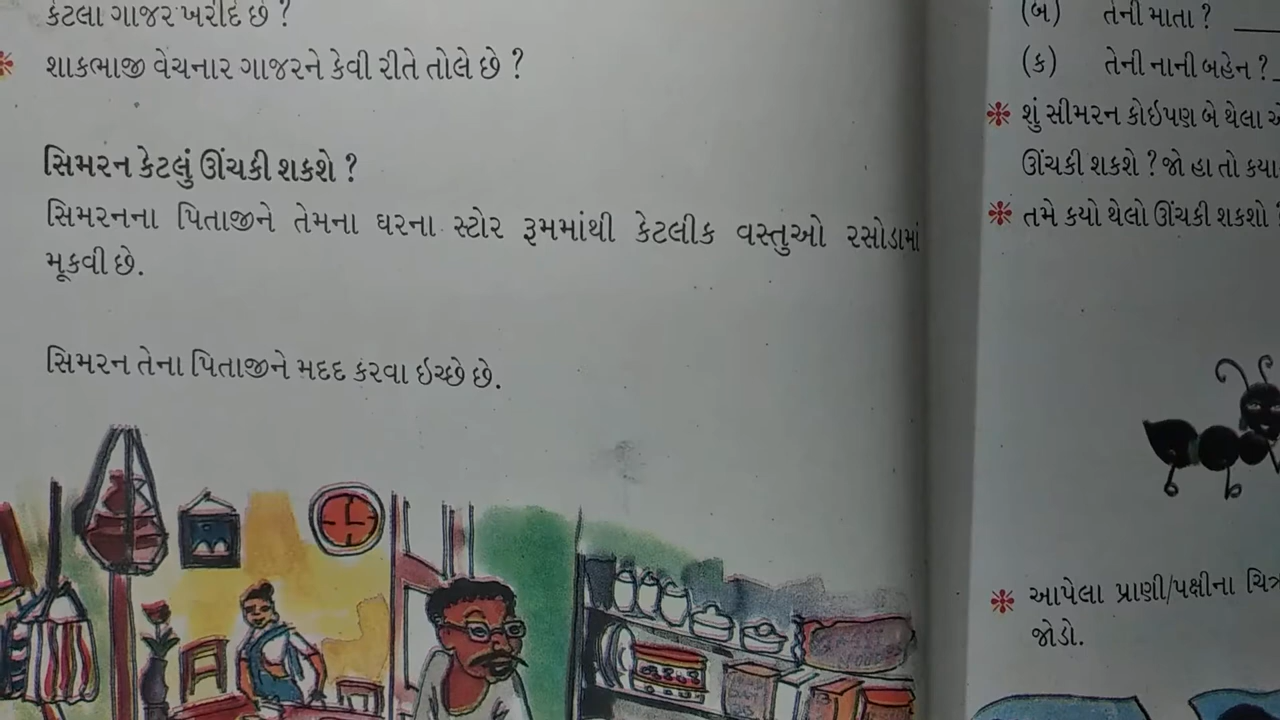 કેટલા ગાજર ખરીદે છે ?
શાકભાજી વેચનાર ગાજરને કેવી રીતે તોલે છે ?
સિમરન કેટલું ઊંચકી શકશે ?
સિમરનના પિતાજીને તેમના ઘરના સ્ટોર રૂમમાંથી કેટલીક વસ્તુઓ રસોડામાં
મૂકવી છે.
સિમરન તેના પિતાજીને મદદ કરવા ઇચ્છે છે.
(બ) તેની માતા ?
(ક) તેની નાની બહેન ?
શું સીમરન કોઇપણ બે થેલા
ઊંચકી શકશે ? જો હા તો કયા
તમે કયો થેલો ઊંચકી શકશો ?
આપેલા પ્રાણી/પક્ષીના
જોડો.